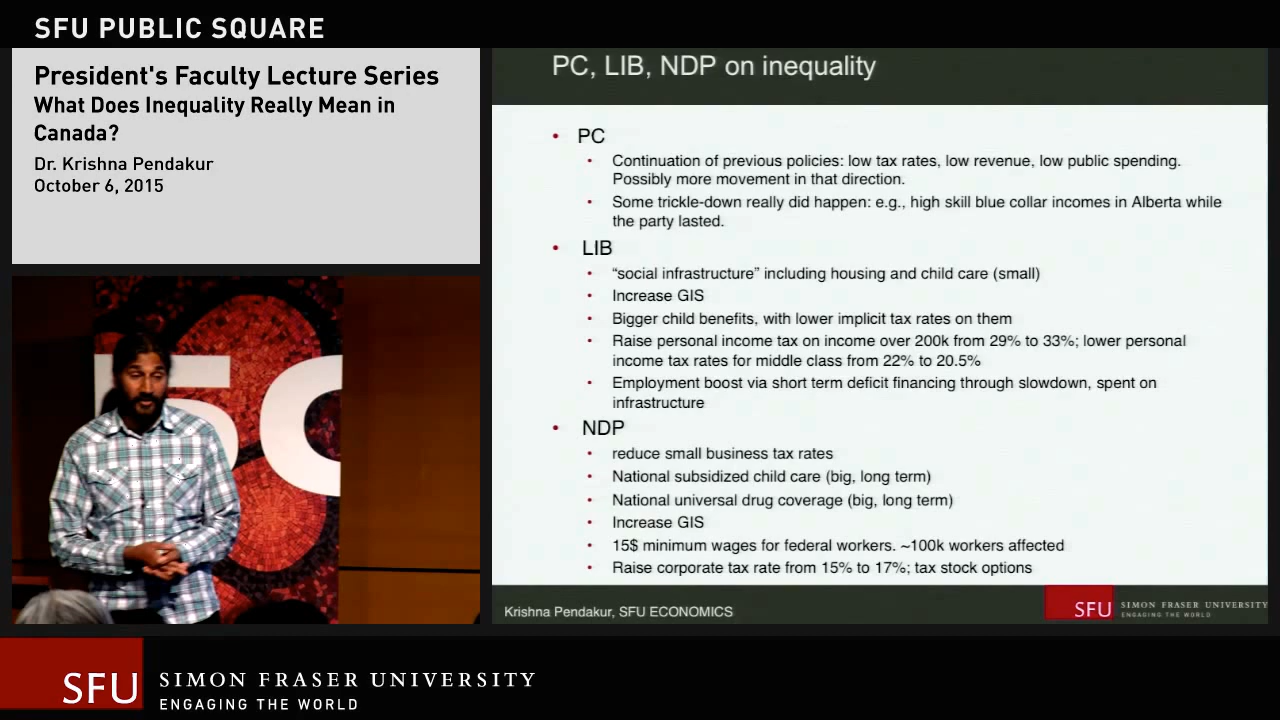 SFU PUBLIC SQUARE
President's Faculty Lecture Series
What Does Inequality Really Mean in
Canada?
Dr. Krishna Pendakur
October 6, 2015
PC, LIB, NDP on inequality
• PC
• Continuation of previous policies: low tax rates, low revenue, low public spending.
Possibly more movement in that direction.
• Some trickle-down really did happen: e.g., high skill blue collar incomes in Alberta while
the party lasted.
• LIB
• “social infrastructure” including housing and child care (small)
• Increase GIS
• Bigger child benefits, with lower implicit tax rates on them
• Raise personal income tax on income over 200k from 29% to 33%; lower personal
income tax rates for middle class from 22% to 20.5%
• Employment boost via short term deficit financing through slowdown, spent on
infrastructure
• NDP
• reduce small business tax rates
• National subsidized child care (big, long term)
• National universal drug coverage (big, long term)
• Increase GIS
• 15$ minimum wages for federal workers. ~100k workers affected
• Raise corporate tax rate from 15% to 17%; tax stock options
Krishna Pendakur, SFU ECONOMICS
SFU SIMON FRASER UNIVERSITY
ENGAGING THE WORLD
SFU SIMON FRASER UNIVERSITY
ENGAGING THE WORLD